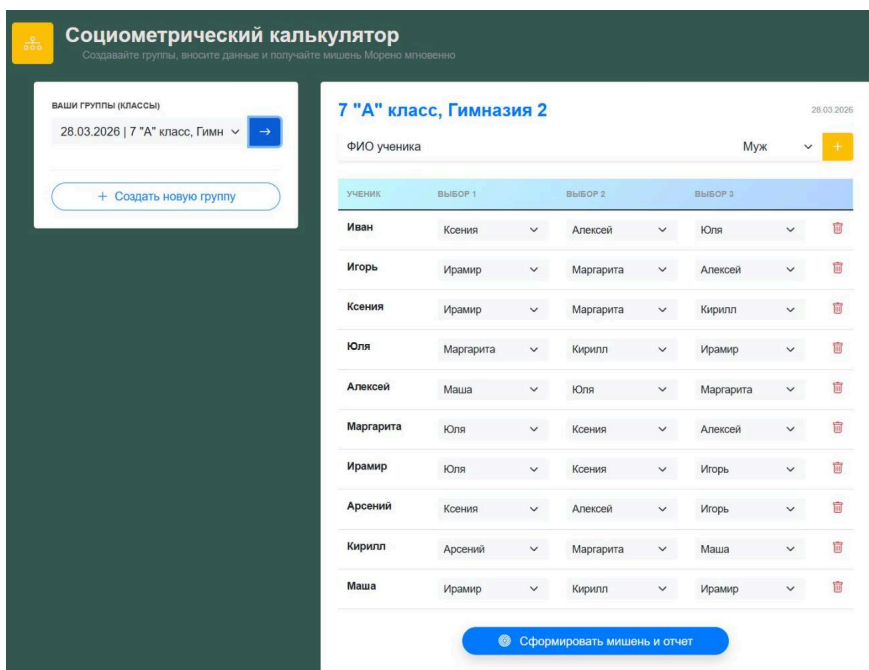 Социометрический калькулятор
Создавайте группы, вносите данные и получайте мишень Морено мгновенно
ВАШИ ГРУППЫ (КЛАССЫ)
28.03.2026 | 7 "А" класс, Гимн
+ Создать новую группу
7 "А" класс, Гимназия 2
28.03.2026
ФИО ученика Муж +
УЧЕНИК ВЫБОР 1 ВЫБОР 2 ВЫБОР 3
Иван Ксения Алексей Юля
Игорь Ирамир Маргарита Алексей
Ксения Ирамир Маргарита Кирилл
Юля Маргарита Кирилл Ирамир
Алексей Маша Юля Маргарита
Маргарита Юля Ксения Алексей
Ирамир Юля Ксения Игорь
Арсений Ксения Алексей Игорь
Кирилл Арсений Маргарита Маша
Маша Ирамир Кирилл Ирамир
Сформировать мишень и отчет